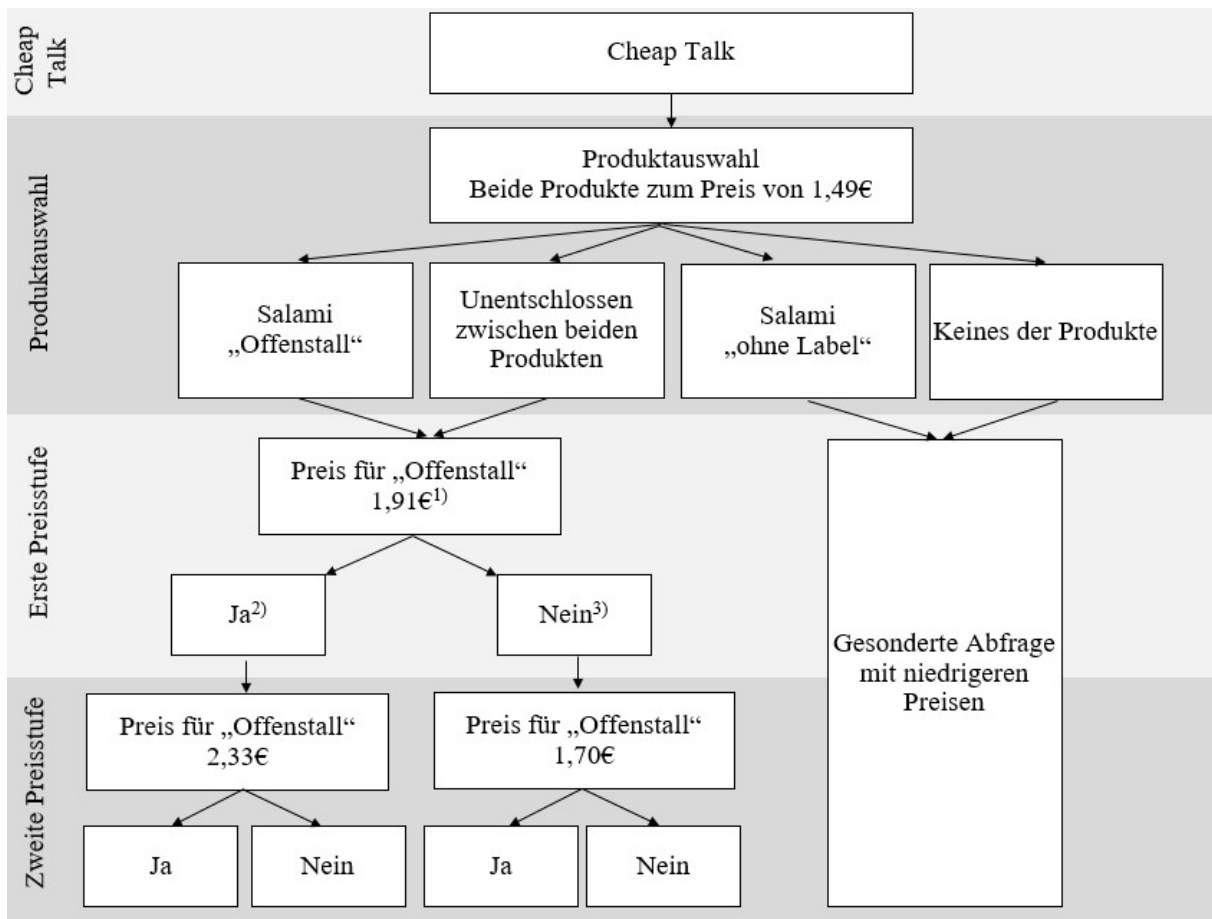 Cheap
Talk
Cheap Talk
Produktauswahl
Produktauswahl
Beide Produkte zum Preis von 1,49€
Salami
„Offenstall“
Unentschlossen
zwischen beiden
Produkten
Salami
„ohne Label“
Keines der Produkte
Erste Preisstufe
Preis für „Offenstall“
1,91€1)
Ja2)
Nein3)
Gesonderte Abfrage
mit niedrigeren
Preisen
Zweite Preisstufe
Preis für „Offenstall“
2,33€
Preis für „Offenstall“
1,70€
Ja
Nein
Ja
Nein